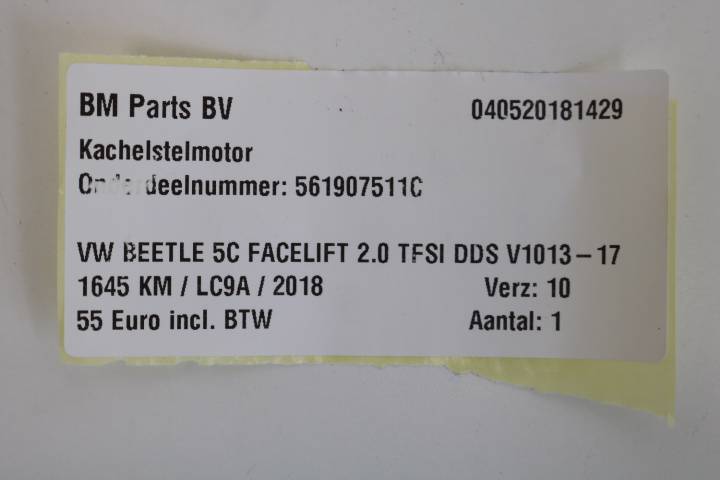 BM Parts BV 040520181429
Kachelstelmotor
Onderdeelnummer: 561907511C
VW BEETLE 5C FACELIFT 2.0 TFSI DDS V1013-17
1645 KM / LC9A / 2018 Verz: 10
55 Euro incl. BTW Aantal: 1